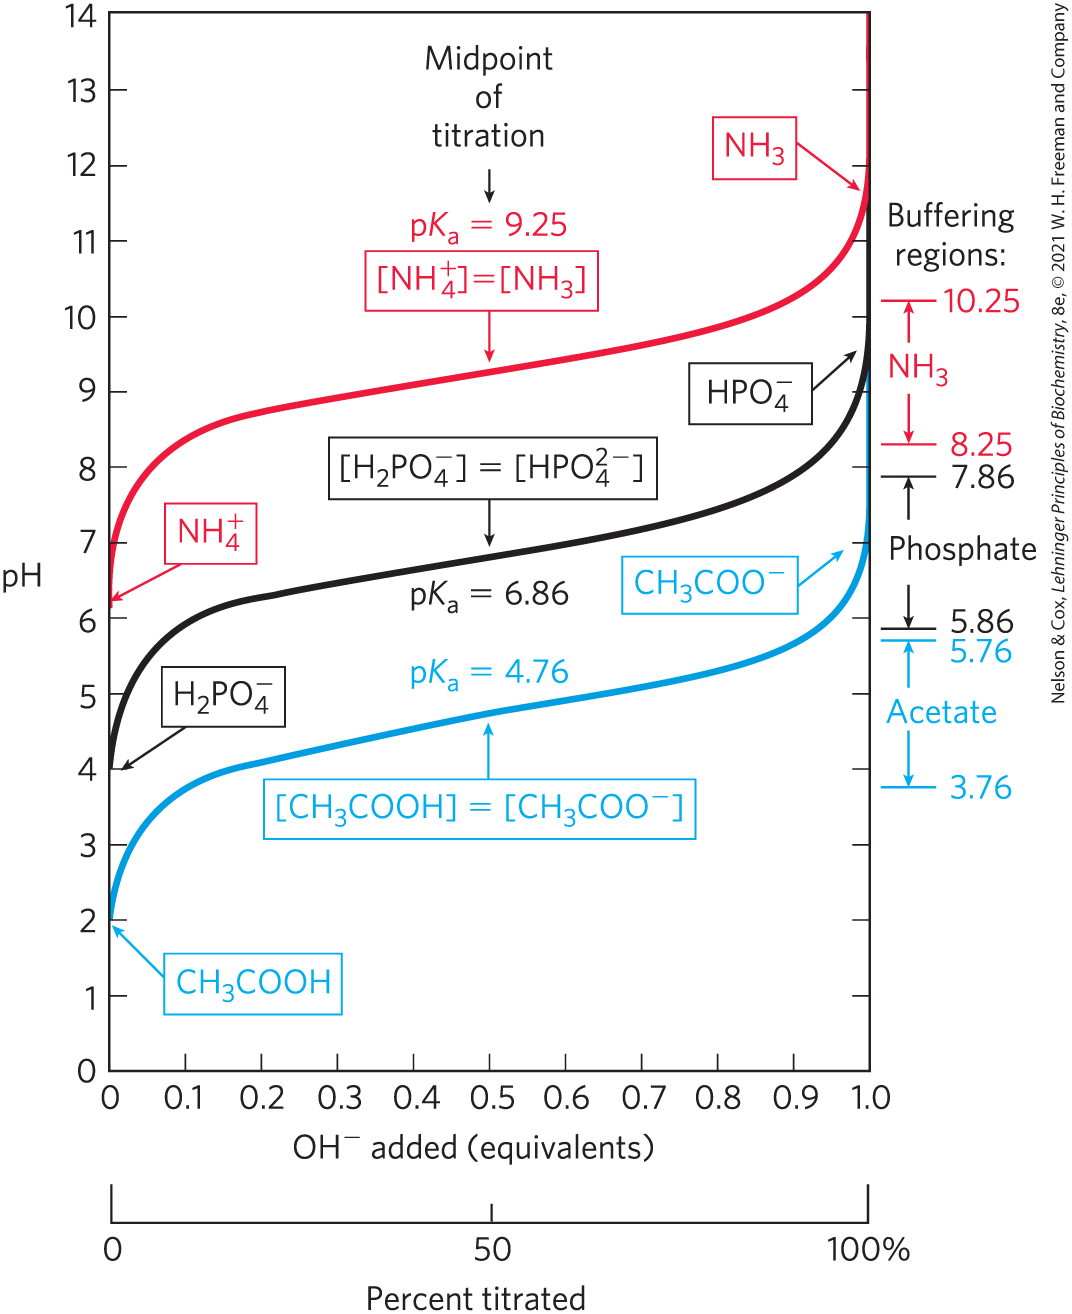 14
13
12
11
10
9
8
7
6
5
4
3
2
1
0
pH
Midpoint
of
titration
pKₐ = 9.25
[NH₄⁺]=[NH₃]
NH₃
NH₄⁺
HPO₄⁻
[H₂PO₄⁻] = [HPO₄²⁻]
pKₐ = 6.86
H₂PO₄⁻
CH₃COO⁻
pKₐ = 4.76
[CH₃COOH] = [CH₃COO⁻]
CH₃COOH
Buffering
regions:
10.25
NH₃
8.25
7.86
Phosphate
5.86
5.76
Acetate
3.76
0 0.1 0.2 0.3 0.4 0.5 0.6 0.7 0.8 0.9 1.0
OH⁻ added (equivalents)
0 50 100%
Percent titrated
Nelson & Cox, Lehninger Principles of Biochemistry, 8e, © 2021 W. H. Freeman and Company